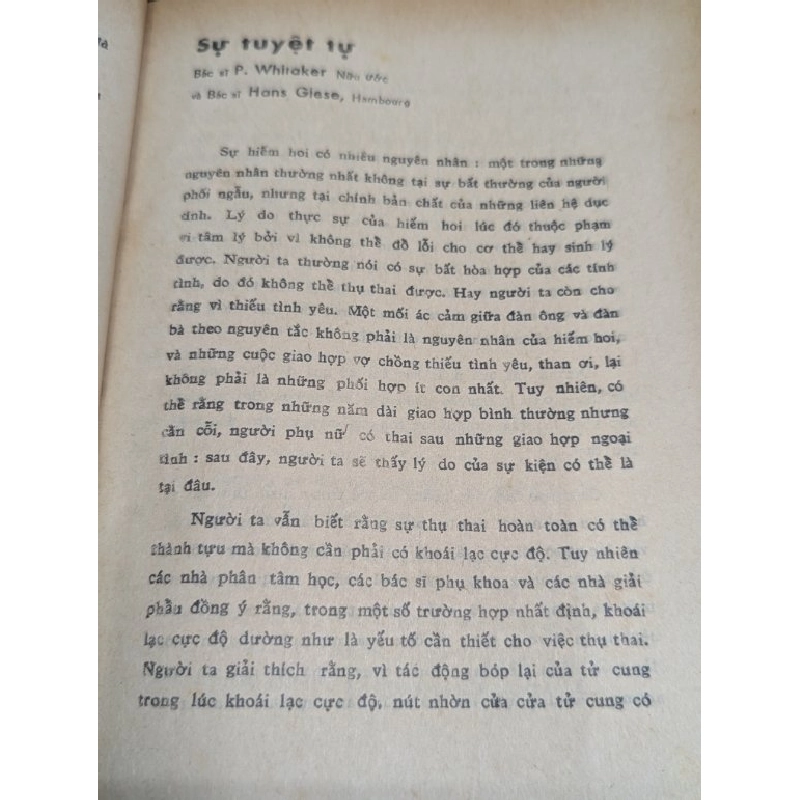 Sự tuyệt tự
Bác sĩ P. Whitaker Nữu ước
và Bác sĩ Hans Giese, Hambourg
Sự hiếm hoi có nhiều nguyên nhân : một trong những
nguyên nhân thường nhất không tại sự bất thường của người
phối ngẫu, nhưng tại chính bản chất của những liên hệ dục
tính. Lý do thực sự của hiếm hoi lúc đó thuộc phạm
vi tâm lý bởi vì không thể đồ lỗi cho cơ thể hay sinh lý
được. Người ta thường nói có sự bất hòa hợp của các tính
tình, do đó không thể thụ thai được. Hay người ta còn cho
rằng vì thiếu tình yêu. Một mối ác cảm giữa đàn ông và đàn
bà theo nguyên tắc không phải là nguyên nhân của hiếm hoi,
và những cuộc giao hợp vợ chồng thiếu tình yêu, than ơi, lại
không phải là những phối hợp ít con nhất. Tuy nhiên, có
thể rằng trong những năm dài giao hợp bình thường nhưng
cằn cỗi, người phụ nữ có thai sau những giao hợp ngoại
tình : sau đây, người ta sẽ thấy lý do của sự kiện có thể là
tại đâu.
Người ta vẫn biết rằng sự thụ thai hoàn toàn có thể
thành tựu mà không cần phải có khoái lạc cực độ. Tuy nhiên
các nhà phân tâm học, các bác sĩ phụ khoa và các nhà giải
phẫu đồng ý rằng, trong một số trường hợp nhất định, khoái
lạc cực độ dường như là yếu tố cần thiết cho việc thụ thai.
Người ta giải thích rằng, vì tác động bóp lại của tử cung
trong lúc khoái lạc cực độ, nút nhờn cửa cửa tử cung có